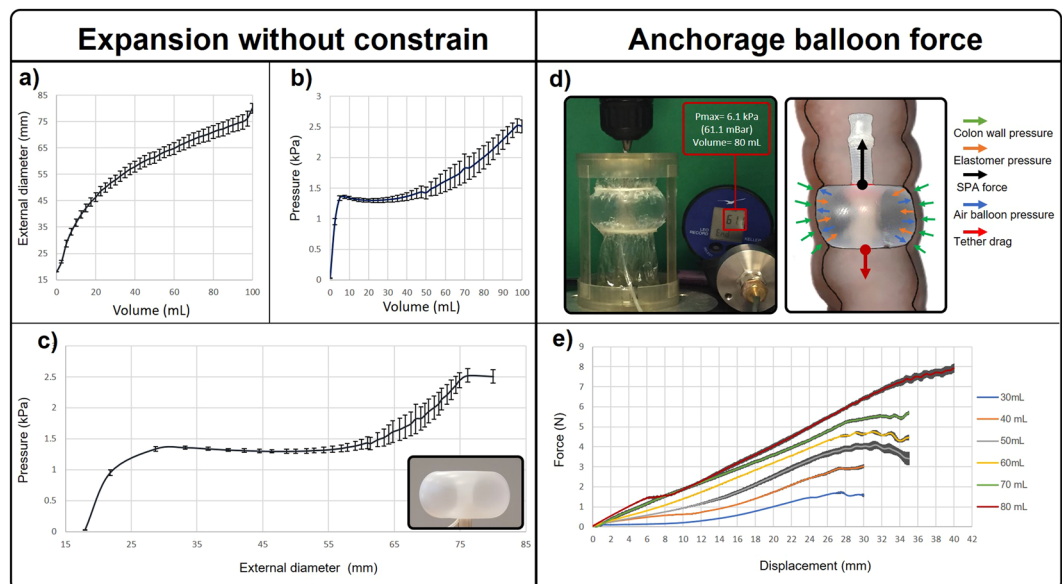 Expansion without constrain
Anchorage balloon force
a)
External diameter (mm)
85
75
65
55
45
35
25
15
0
20
40
60
80
100
Volume (mL)
b)
Pressure (kPa)
3
2.5
2
1.5
1
0.5
0
0 10 20 30 40 50 60 70 80 90 100
Volume (mL)
c)
Pressure (kPa)
3
2.5
2
1.5
1
0.5
0
15
25
35
45
55
65
75
85
External diameter (mm)
d)
Pmax= 6.1 kPa
(61.1 mBar)
Volume= 80 mL
Colon wall pressure
Elastomer pressure
SPA force
Air balloon pressure
Tether drag
e)
Force (N)
9
8
7
6
5
4
3
2
1
0
0 2 4 6 8 10 12 14 16 18 20 22 24 26 28 30 32 34 36 38 40 42
Displacement (mm)
30mL
40 mL
50mL
60mL
70 mL
80 mL